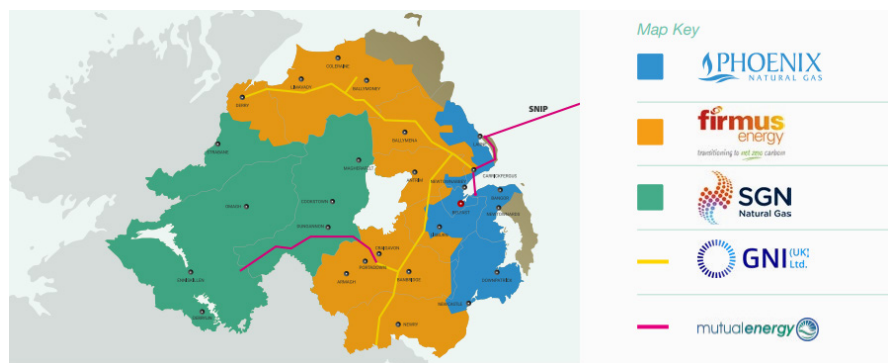 COLERAINE
LIMAVADY
BALLYMONEY
DERRY
SNIP
STRABANE
BALLYMENA
LARNE
MAGHERAFELT
ANTRIM
NEWTOWNABBEY
CARRICKFERGUS
OMAGH
COOKSTOWN
BANGOR
BELFAST
NEWTOWNARDS
DUNGANNON
LISBURN
CRAIGAVON
PORTADOWN
ENNISKILLEN
ARMAGH
BANBRIDGE
DOWNPATRICK
NEWCASTLE
NEWRY
Map Key
PHOENIX
NATURAL GAS
firmus
energy
transitioning to net zero carbon
SGN
Natural Gas
GNI (UK)
Ltd.
mutualenergy